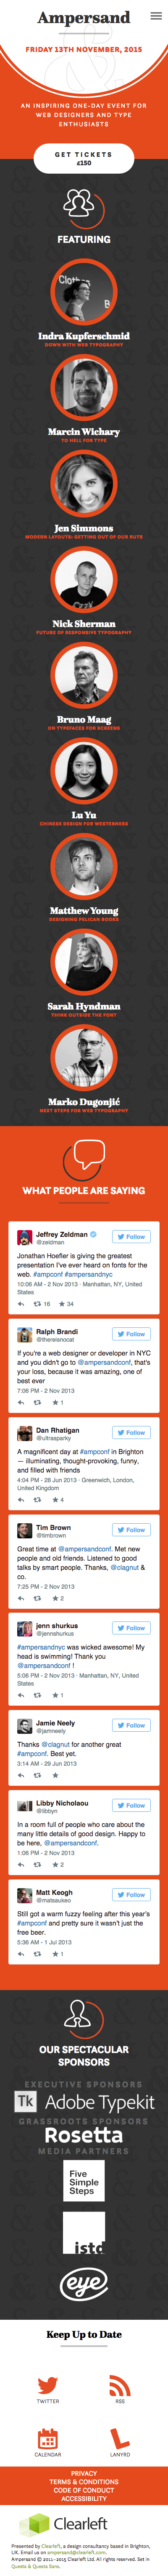 Ampersand
FRIDAY 13TH NOVEMBER, 2015
AN INSPIRING ONE-DAY EVENT FOR
WEB DESIGNERS AND TYPE
ENTHUSIASTS
GET TICKETS
£150
FEATURING
Indra Kupferschmid
DOWN WITH WEB TYPOGRAPHY
Marcin Wichary
TO HELL FOR TYPE
Jen Simmons
MODERN LAYOUTS: GETTING OUT OF OUR RUTS
Nick Sherman
FUTURE OF RESPONSIVE TYPOGRAPHY
Bruno Maag
ON TYPEFACES FOR SCREENS
Lu Yu
CHINESE DESIGN FOR WESTERNERS
Matthew Young
DESIGNING PELICAN BOOKS
Sarah Hyndman
THINK OUTSIDE THE FONT
Marko Dugonjić
NEXT STEPS FOR WEB TYPOGRAPHY
WHAT PEOPLE ARE SAYING
Jeffrey Zeldman
@zeldman
Follow
Jonathan Hoefler is giving the greatest
presentation I've ever heard on fonts for the
web. #ampconf #ampersandnyc
10:06 AM - 2 Nov 2013 · Manhattan, NY, United
States
16 34
Ralph Brandi
@thereisnocat
Follow
If you're a web designer or developer in NYC
and you didn't go to @ampersandconf, that's
your loss, because it was amazing, one of
best ever
7:06 PM - 2 Nov 2013
1
Dan Rhatigan
@ultrasparky
Follow
A magnificent day at #ampconf in Brighton
— illuminating, thought-provoking, funny,
and filled with friends
4:04 PM - 28 Jun 2013 · Greenwich, London,
United Kingdom
4
Tim Brown
@timbrown
Follow
Great time at @ampersandconf. Met new
people and old friends. Listened to good
talks by smart people. Thanks, @clagnut &
co.
7:25 PM - 2 Nov 2013
2
jenn shurkus
@jennshurkus
Follow
#ampersandnyc was wicked awesome! My
head is swimming! Thank you
@ampersandconf !
5:06 PM - 2 Nov 2013 · Manhattan, NY, United
States
1
Jamie Neely
@jamneely
Follow
Thanks @clagnut for another great
#ampconf. Best yet.
3:14 AM - 29 Jun 2013
Libby Nicholaou
@libbyn
Follow
In a room full of people who care about the
many little details of good design. Happy to
be here, @ampersandconf.
1:06 PM - 2 Nov 2013
2
Matt Keogh
@matsaukeo
Follow
Still got a warm fuzzy feeling after this year's
#ampconf and pretty sure it wasn't just the
free beer.
5:36 AM - 1 Jul 2013
1
OUR SPECTACULAR
SPONSORS
EXECUTIVE SPONSORS
Tk Adobe Typekit
GRASSROOTS SPONSORS
Rosetta
MEDIA PARTNERS
Five
Simple
Steps
istd
eye
Keep Up to Date
TWITTER
RSS
CALENDAR
LANYRD
PRIVACY
TERMS & CONDITIONS
CODE OF CONDUCT
ACCESSIBILITY
Clearleft
Presented by Clearleft, a design consultancy based in Brighton,
UK. Email us on ampersand@clearleft.com.
Ampersand © 2011-2015 Clearleft Ltd. All rights reserved. Set in
Questa & Questa Sans.